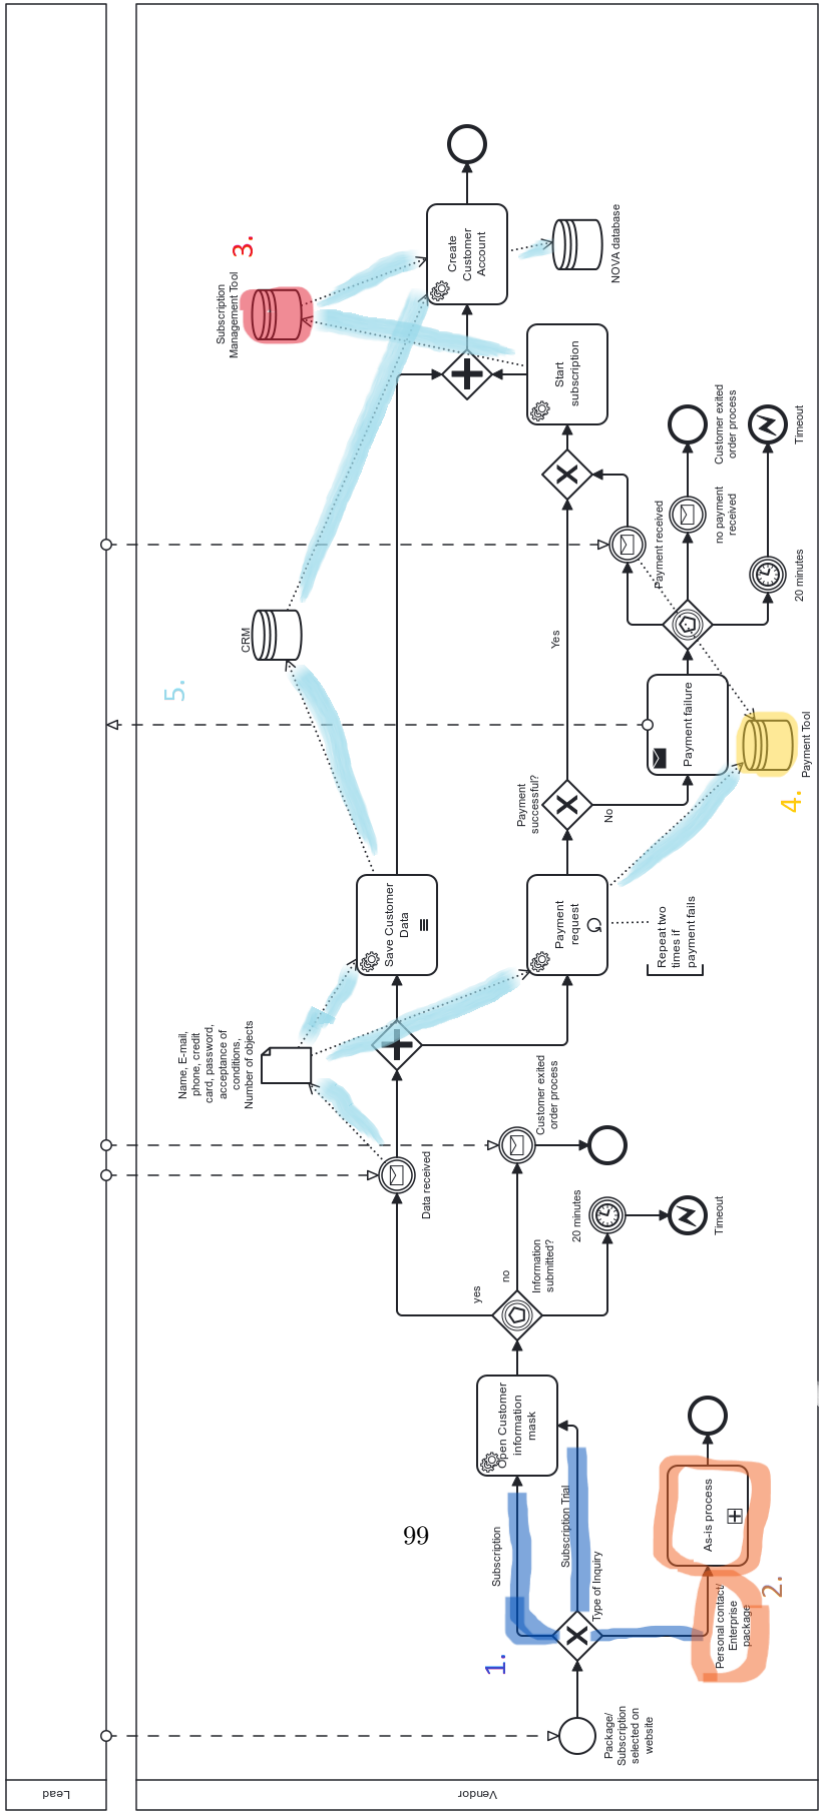 Lead
Vendor
Package/
Subscription
selected on
website
1.
Type of Inquiry
Subscription
Subscription Trial
Personal contact/
Enterprise
package
2.
As-is process
99
Open Customer
information
mask
Information
submitted?
yes
no
20 minutes
Timeout
Customer exited
order process
Data received
Name, E-mail,
phone, credit
card, password,
acceptance of
conditions,
Number of objects
Save Customer
Data
Payment
request
Repeat two
times if
payment fails
Payment
successful?
No
Yes
4.
Payment Tool
Payment failure
5.
CRM
20 minutes
Timeout
no payment
received
Customer exited
order process
Payment received
Start
subscription
Subscription
Management Tool
3.
Create
Customer
Account
NOVA database